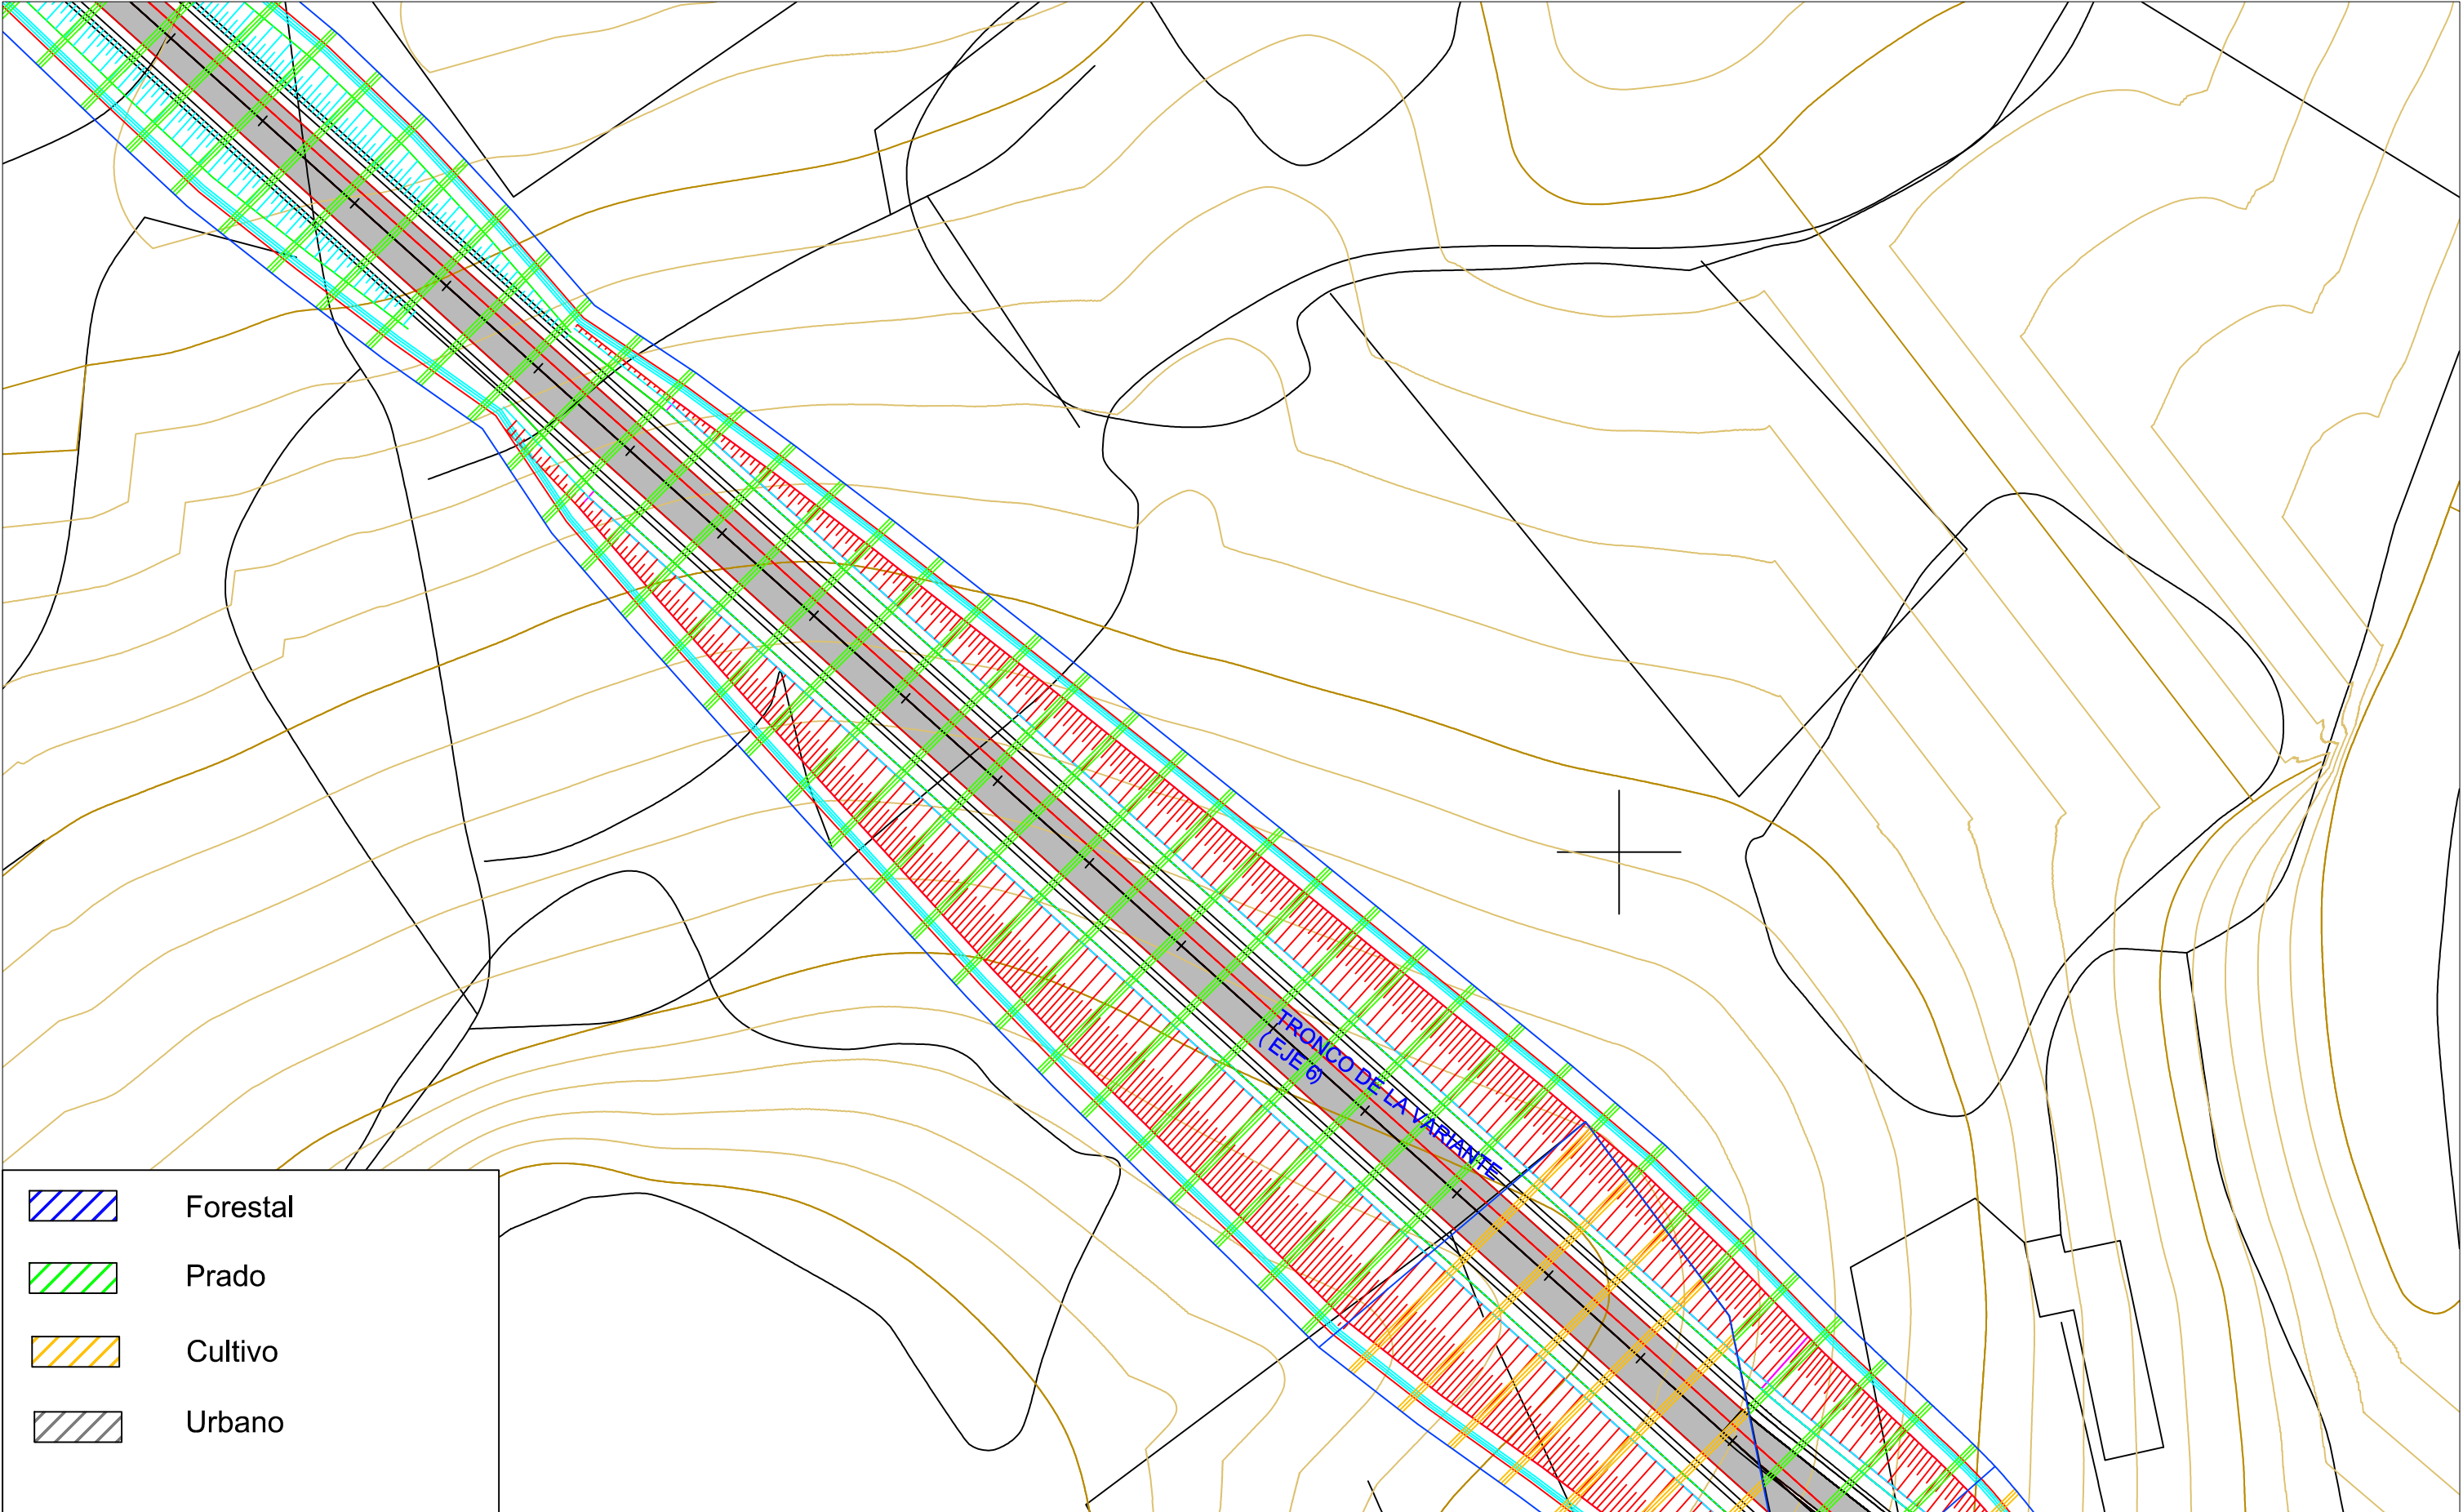 TRONCO DE LA VARIANTE
( EJE 6)
Forestal
Prado
Cultivo
Urbano